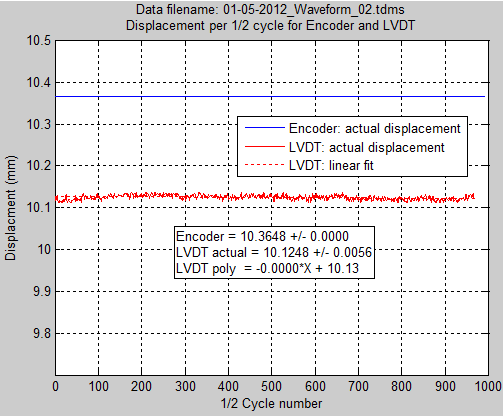 Data filename: 01-05-2012_Waveform_02.tdms
Displacement per 1/2 cycle for Encoder and LVDT
10.5
10.4
10.3
10.2
10.1
10
9.9
9.8
Displacment (mm)
Encoder: actual displacement
LVDT: actual displacement
LVDT: linear fit
Encoder = 10.3648 +/- 0.0000
LVDT actual = 10.1248 +/- 0.0056
LVDT poly = -0.0000*X + 10.13
0 100 200 300 400 500 600 700 800 900 1000
1/2 Cycle number